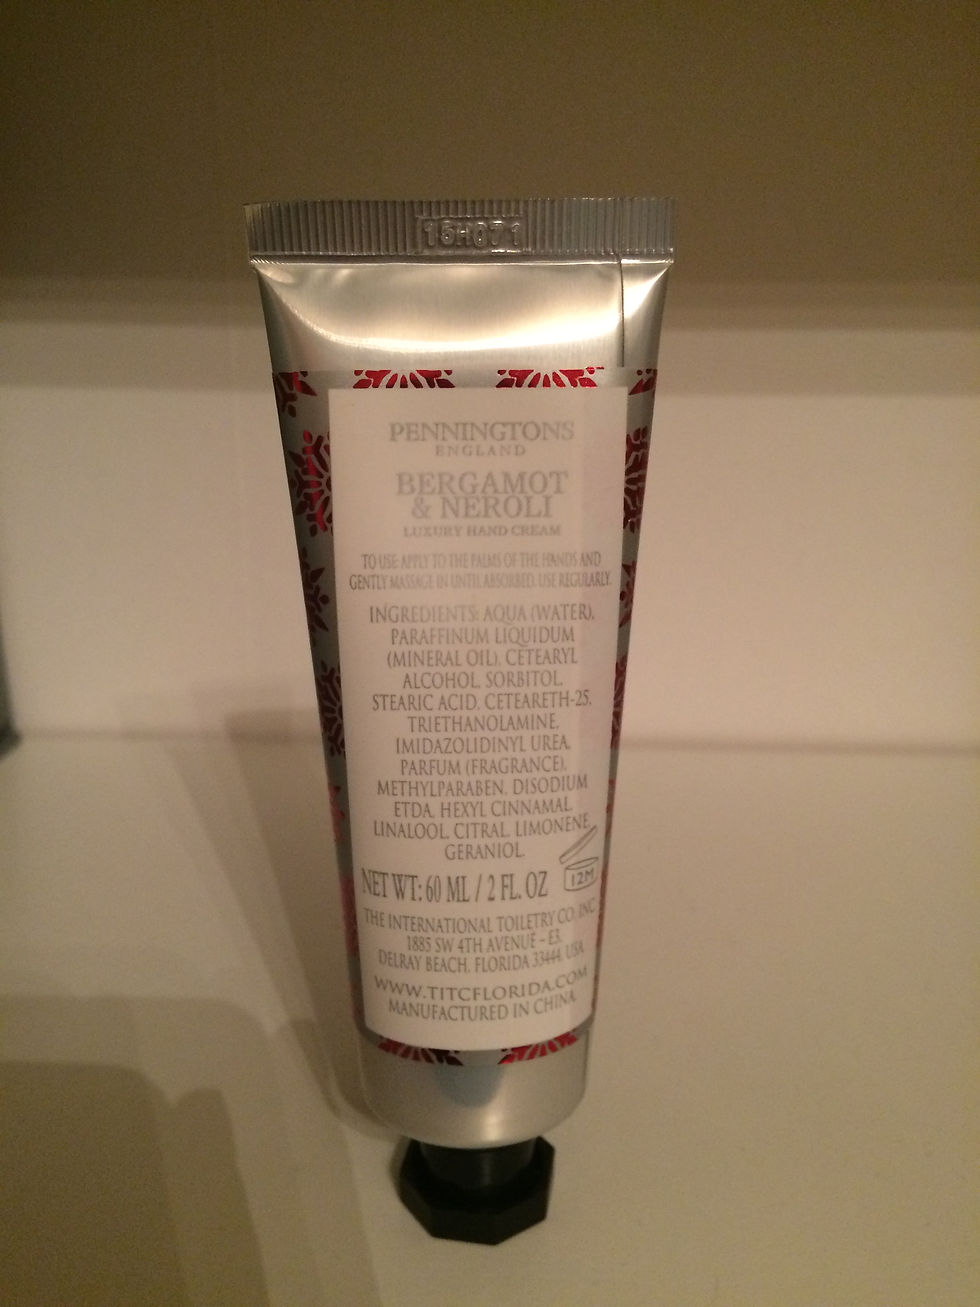 15H071
PENNINGTONS
ENGLAND
BERGAMOT
& NEROLI
LUXURY HAND CREAM
TO USE: APPLY TO THE PALMS OF THE HANDS AND
GENTLY MASSAGE IN UNTIL ABSORBED. USE REGULARLY.
INGREDIENTS: AQUA (WATER),
PARAFFINUM LIQUIDUM
(MINERAL OIL), CETEARYL
ALCOHOL, SORBITOL,
STEARIC ACID, CETEARETH-25,
TRIETHANOLAMINE,
IMIDAZOLIDINYL UREA,
PARFUM (FRAGRANCE),
METHYLPARABEN, DISODIUM
ETDA, HEXYL CINNAMAL,
LINALOOL, CITRAL, LIMONENE,
GERANIOL.
12M
NET WT: 60 ML / 2 FL. OZ
THE INTERNATIONAL TOILETRY CO, INC
1885 SW 4TH AVENUE – E3,
DELRAY BEACH, FLORIDA 33444, USA
WWW.TITCFLORIDA.COM
MANUFACTURED IN CHINA.